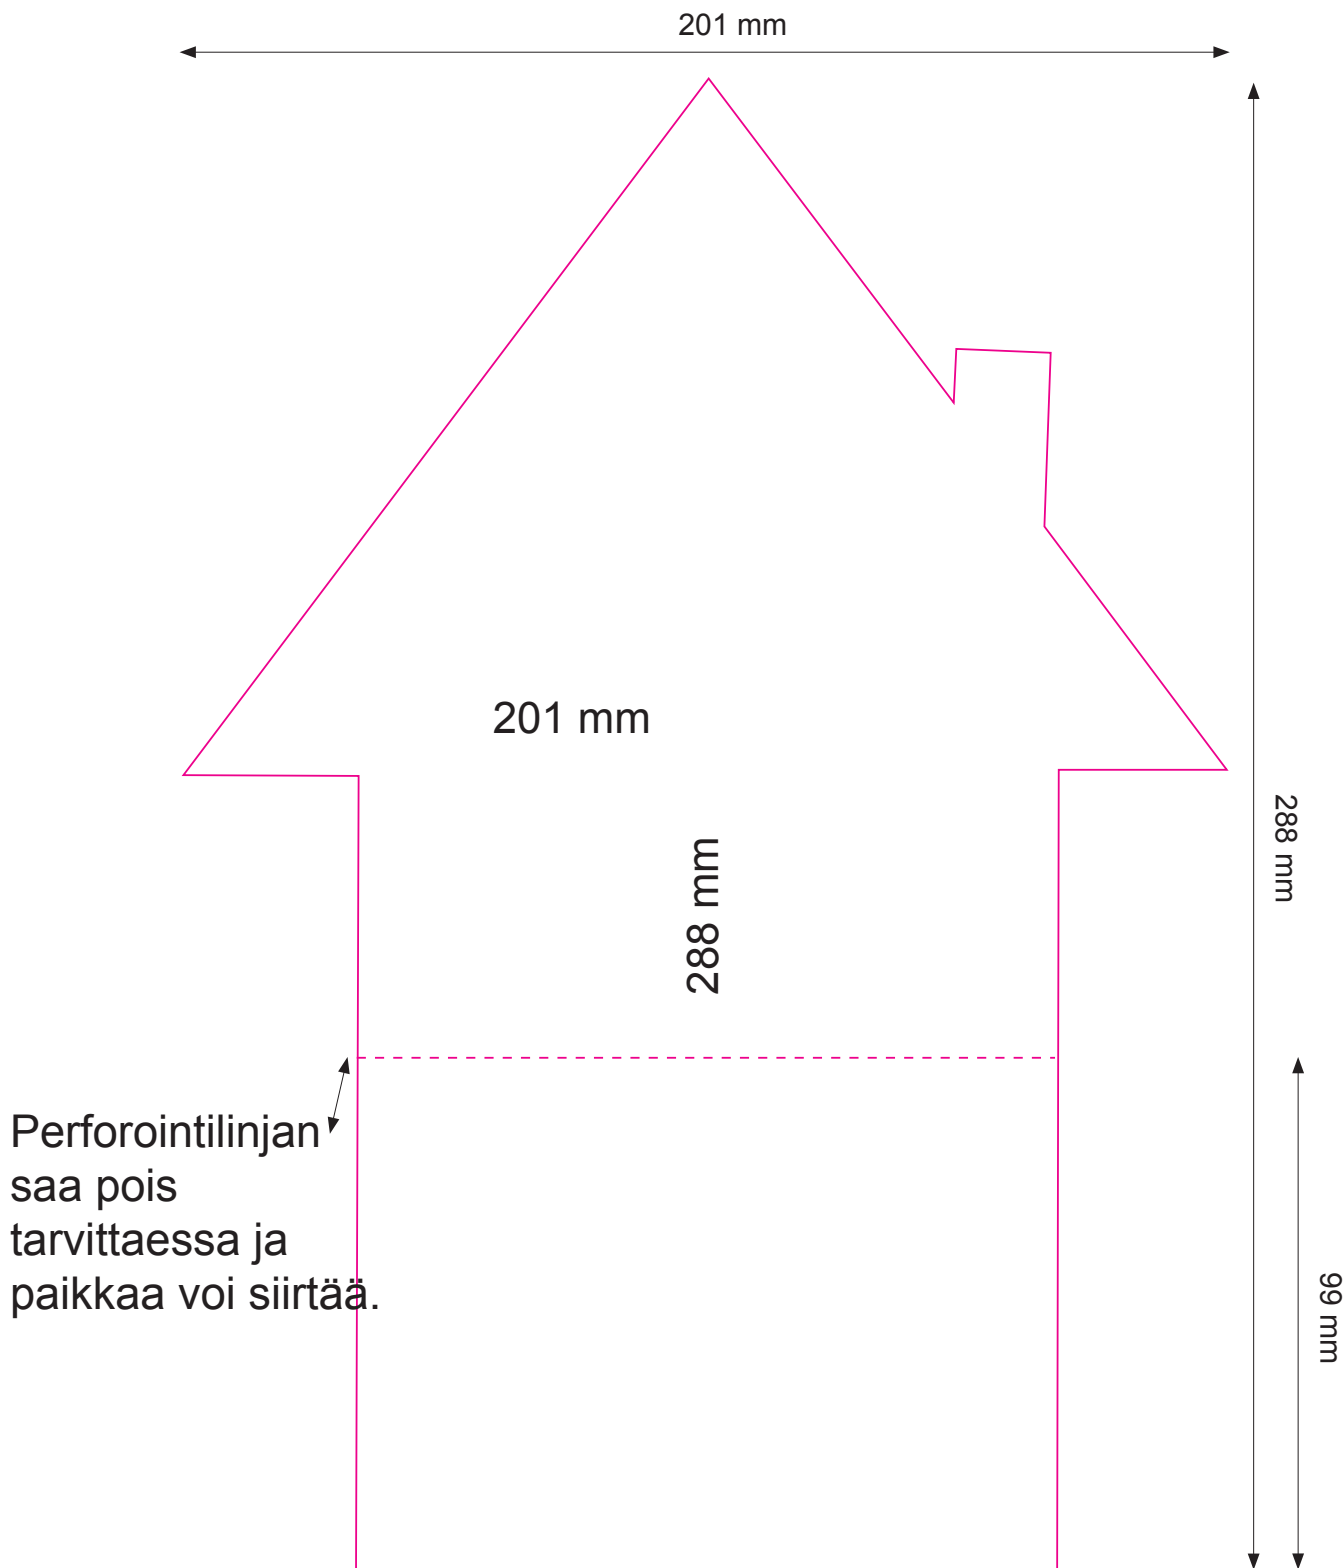 201 mm
201 mm
288 mm
288 mm
Perforointilinjan
saa pois
tarvittaessa ja
paikkaa voi siirtää.
99 mm